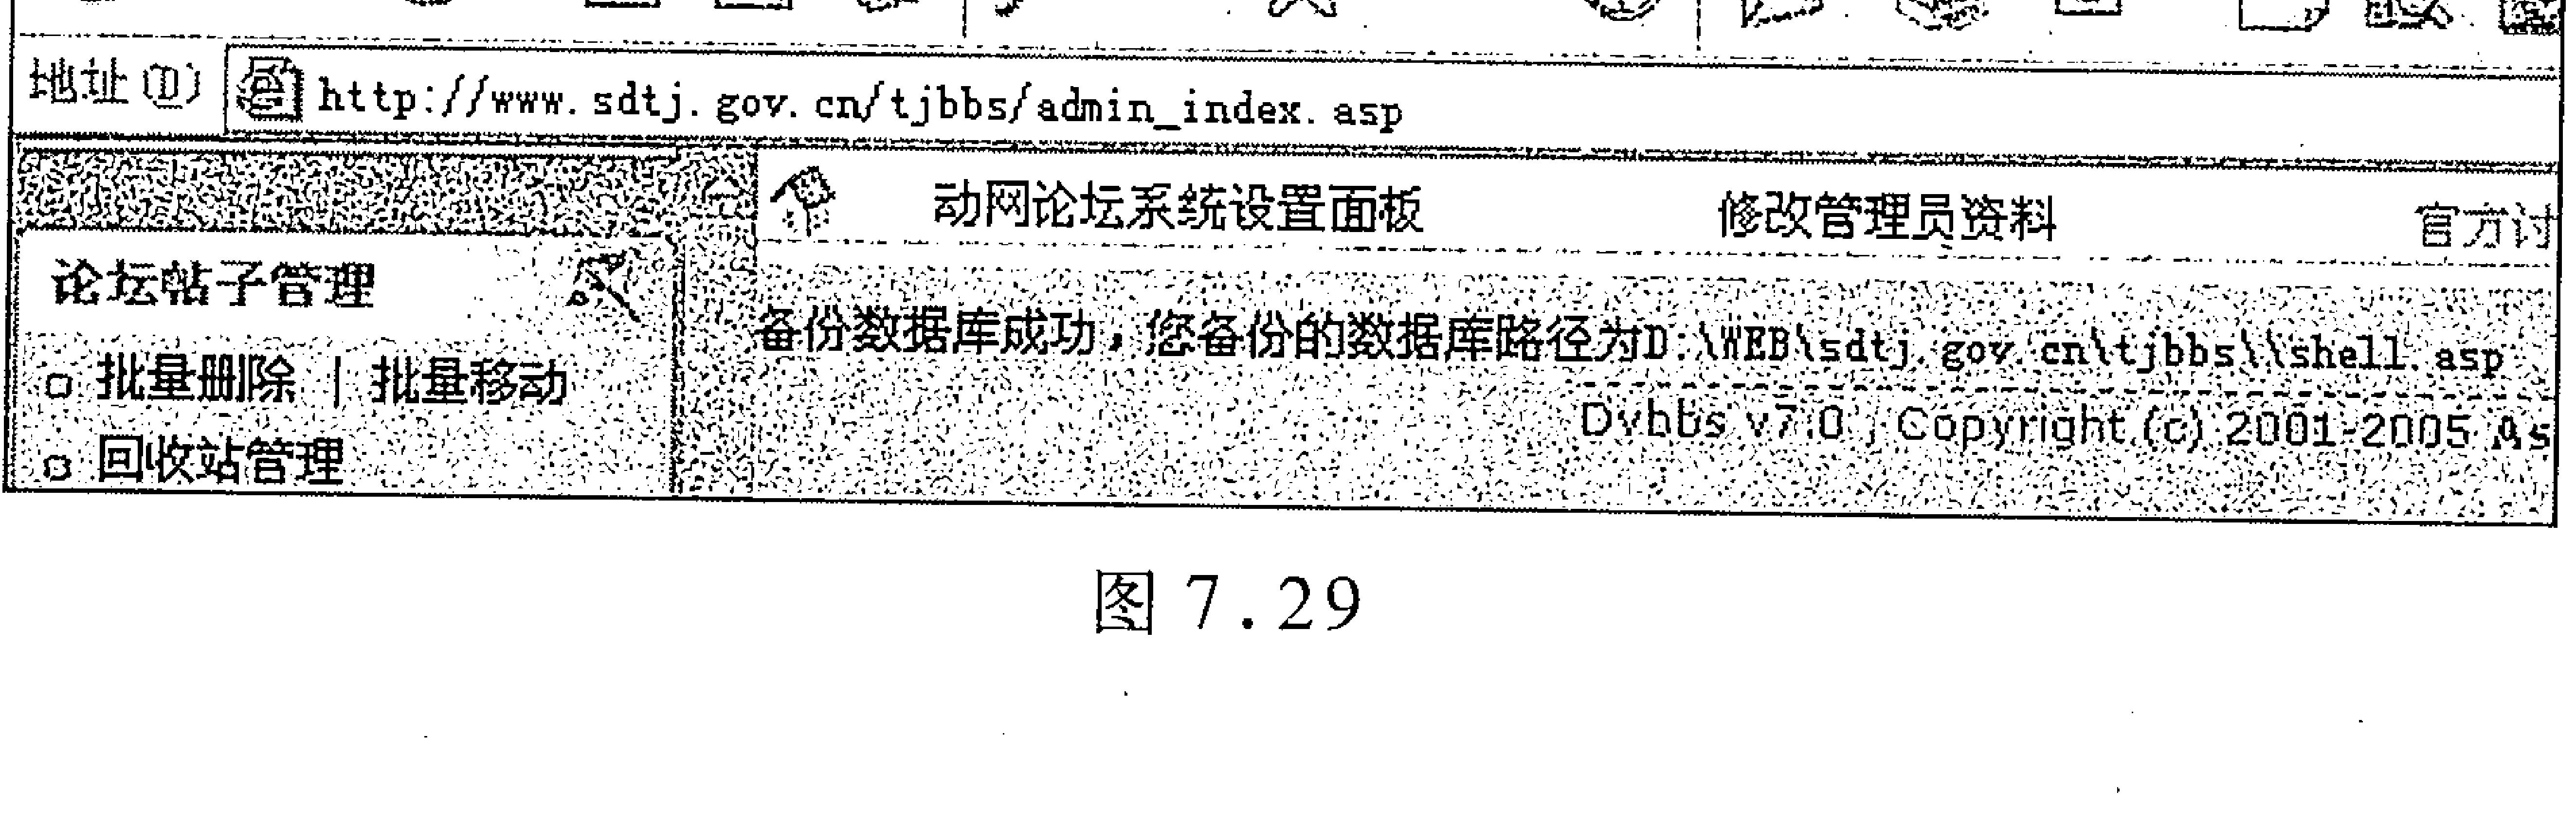 地址(D) http://www.sdtj.gov.cn/tjbbs/admin_index.asp
动网论坛系统设置面板 修改管理员资料 官方讨
论坛帖子管理
备份数据库成功，您备份的数据库路径为D:\WEB\sdtj.gov.cn\tjbbs\\shell.asp
批量删除 | 批量移动
Dvbbs v7.0 , Copyright (c) 2001-2005 As
回收站管理
图 7.29